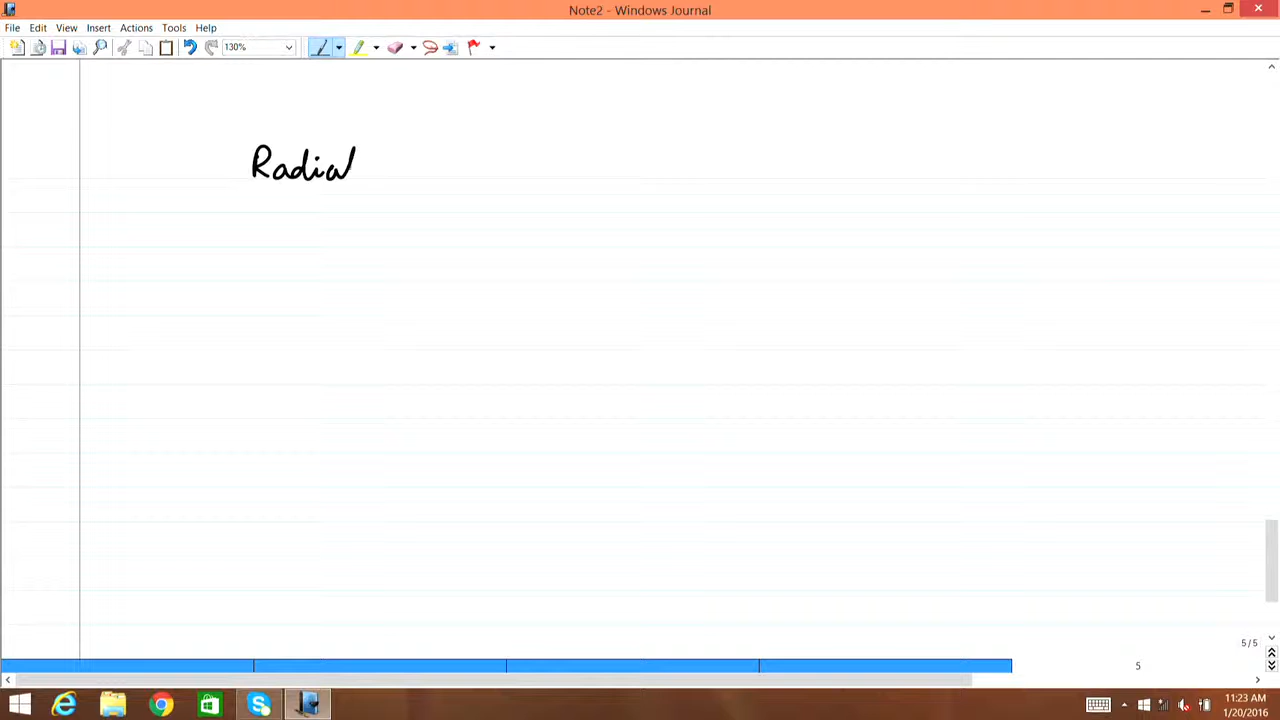 Note2 - Windows Journal
File Edit View Insert Actions Tools Help
130%
Radial
5/5
5
11:23 AM
1/20/2016